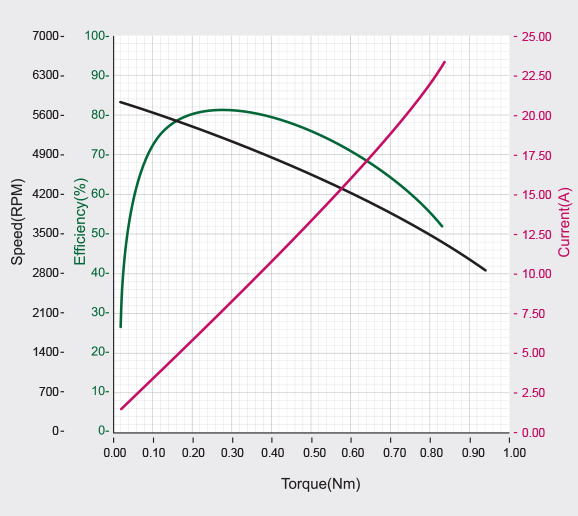 7000- 100- - 25.00
6300- 90- - 22.50
5600- 80- - 20.00
4900- 70- - 17.50
4200- 60- - 15.00
3500- 50- - 12.50
2800- 40- - 10.00
2100- 30- - 7.50
1400- 20- - 5.00
700- 10- - 2.50
0- 0- - 0.00
Speed(RPM)
Efficiency(%)
Current(A)
0.00 0.10 0.20 0.30 0.40 0.50 0.60 0.70 0.80 0.90 1.00
Torque(Nm)